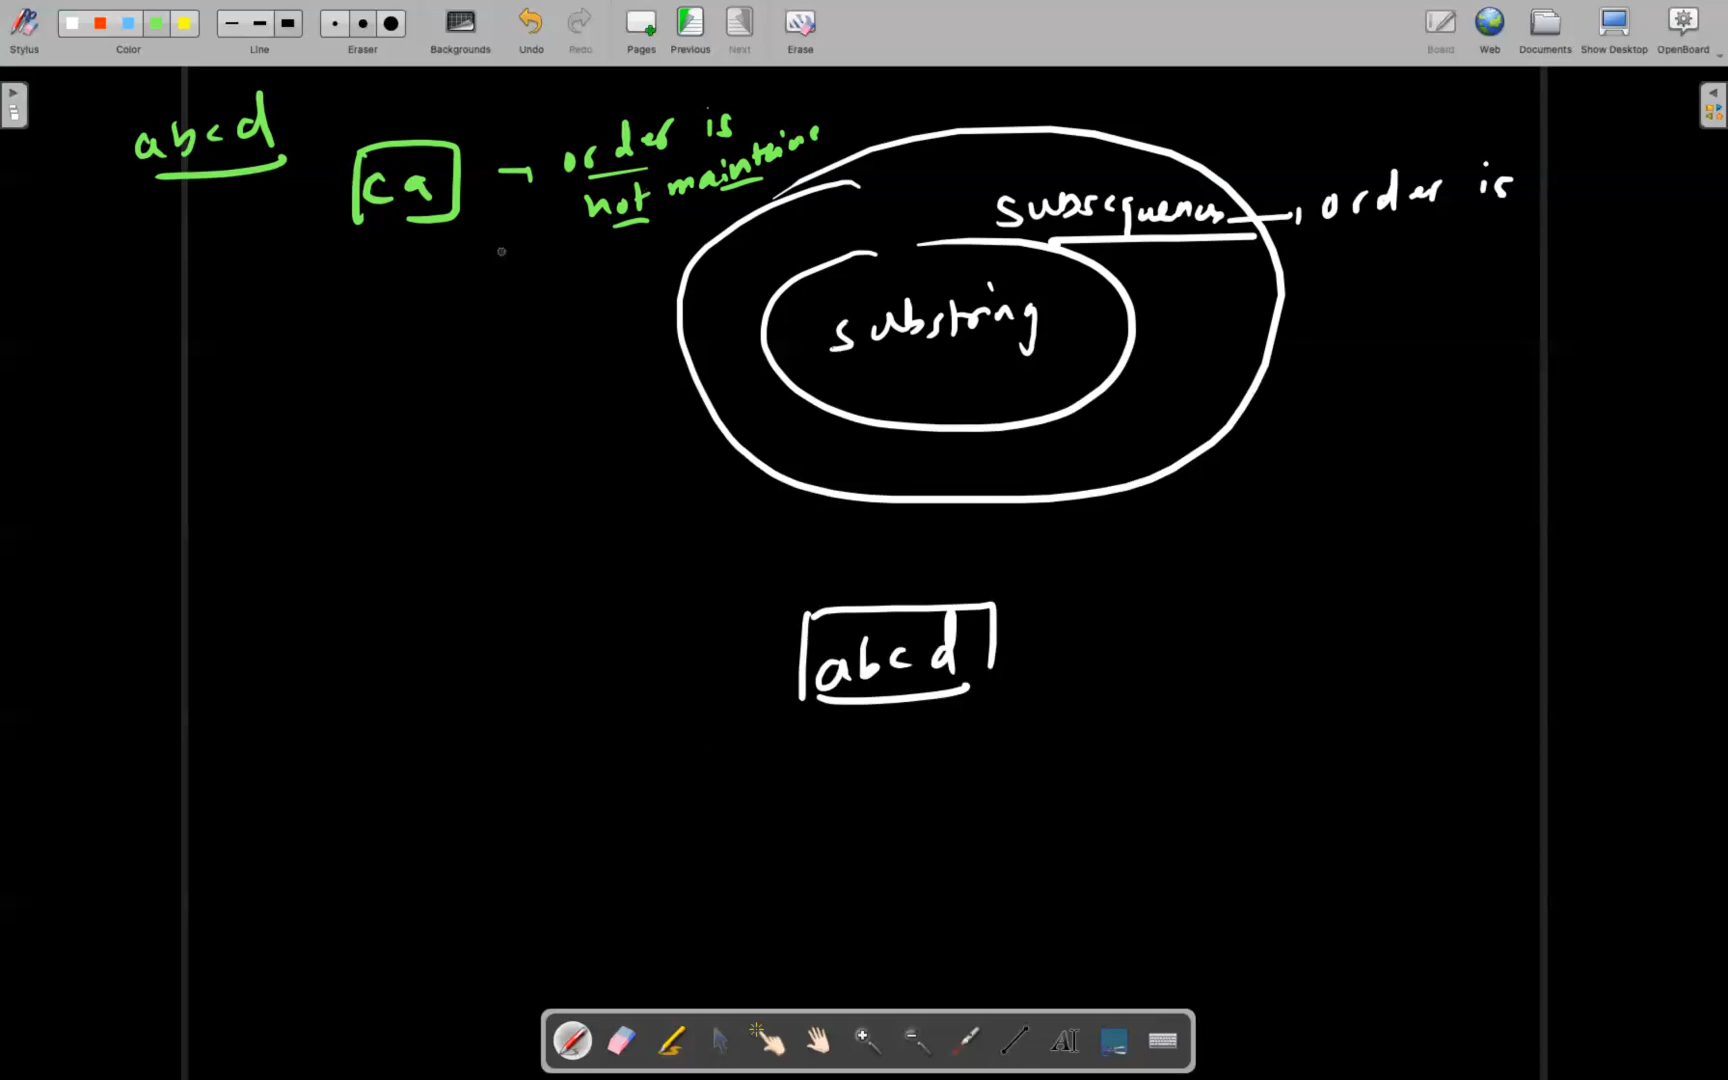 Stylus
Color
Line
Eraser
Backgrounds
Undo
Redo
Pages
Previous
Next
Erase
Board
Web
Documents
Show Desktop
OpenBoard
abcd
ca → order is
not maintaine
subsequences → order is
substring
abcd